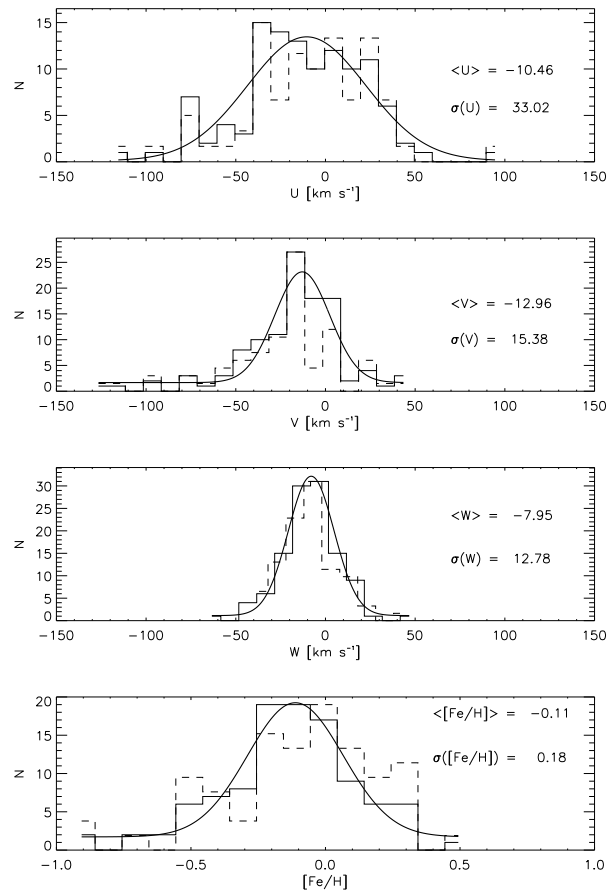 15
10
5
0
N
<U> = −10.46
σ(U) = 33.02
−150 −100 −50 0 50 100 150
U [km s⁻¹]
25
20
15
10
5
0
N
<V> = −12.96
σ(V) = 15.38
−150 −100 −50 0 50 100 150
V [km s⁻¹]
30
25
20
15
10
5
0
N
<W> = −7.95
σ(W) = 12.78
−150 −100 −50 0 50 100 150
W [km s⁻¹]
20
15
10
5
0
N
<[Fe/H]> = −0.11
σ([Fe/H]) = 0.18
−1.0 −0.5 0.0 0.5 1.0
[Fe/H]